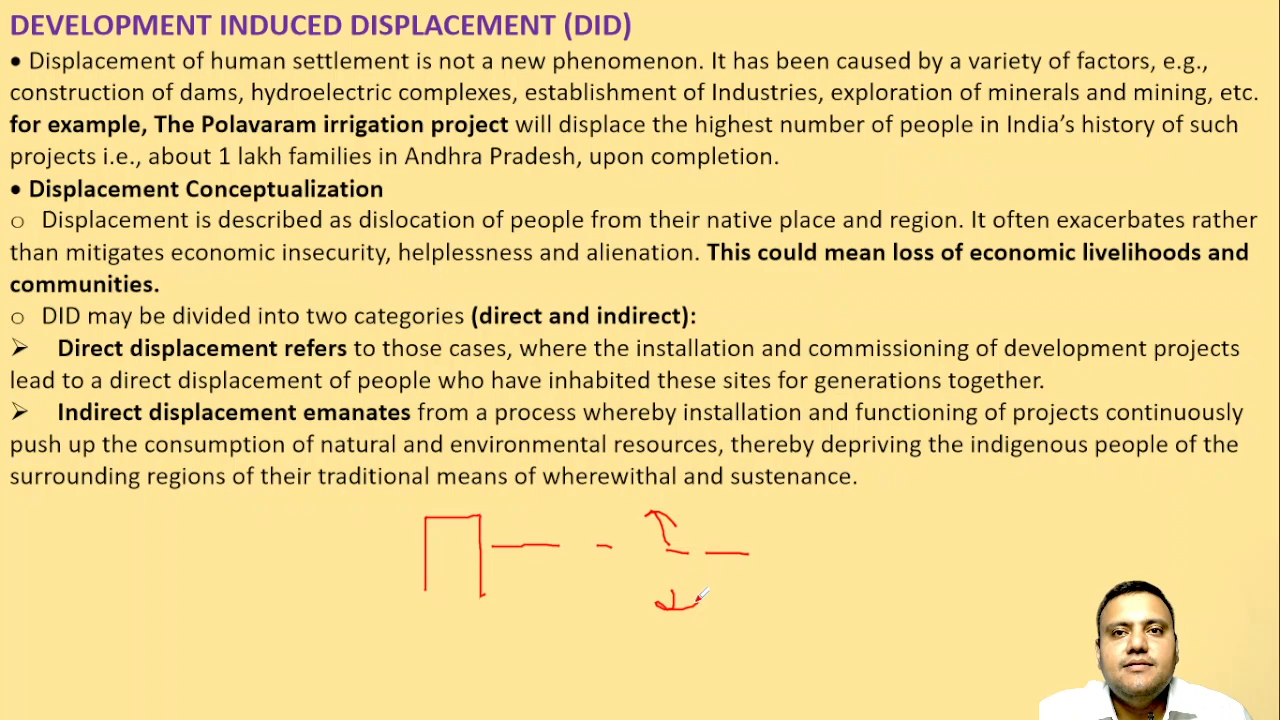 DEVELOPMENT INDUCED DISPLACEMENT (DID)
• Displacement of human settlement is not a new phenomenon. It has been caused by a variety of factors, e.g.,
construction of dams, hydroelectric complexes, establishment of Industries, exploration of minerals and mining, etc.
for example, The Polavaram irrigation project will displace the highest number of people in India’s history of such
projects i.e., about 1 lakh families in Andhra Pradesh, upon completion.
• Displacement Conceptualization
o Displacement is described as dislocation of people from their native place and region. It often exacerbates rather
than mitigates economic insecurity, helplessness and alienation. This could mean loss of economic livelihoods and
communities.
o DID may be divided into two categories (direct and indirect):
➢ Direct displacement refers to those cases, where the installation and commissioning of development projects
lead to a direct displacement of people who have inhabited these sites for generations together.
➢ Indirect displacement emanates from a process whereby installation and functioning of projects continuously
push up the consumption of natural and environmental resources, thereby depriving the indigenous people of the
surrounding regions of their traditional means of wherewithal and sustenance.